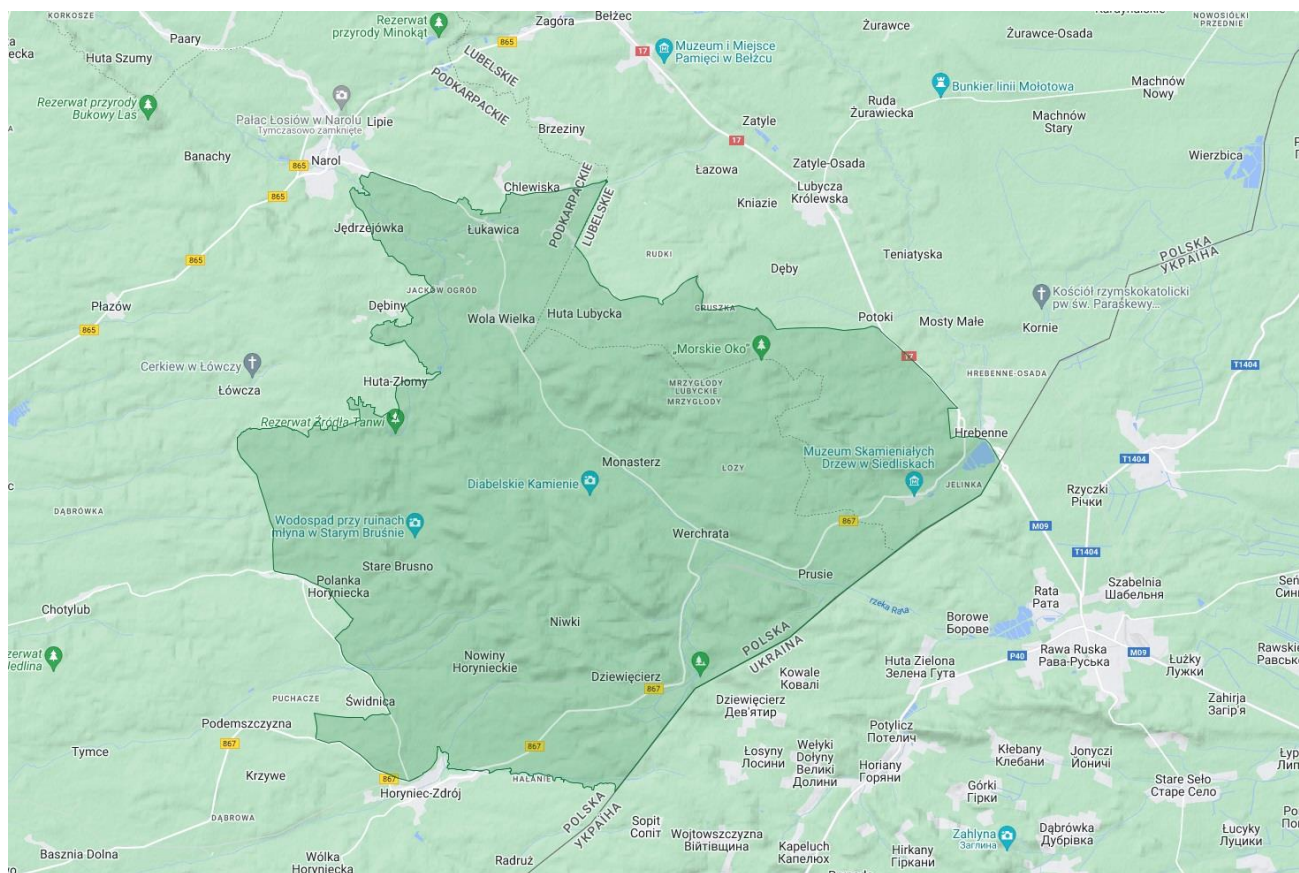 KORKOSZE
Paary
Huta Szumy
Rezerwat
przyrody Minokąt
Zagóra
Bełżec
865
LUBELSKIE
PODKARPACKIE
17
Muzeum i Miejsce
Pamięci w Bełżcu
Żurawce
Żurawce-Osada
NOWOSIÓŁKI
PRZEDNIE
Bunkier linii Mołotowa
Machnów
Nowy
Ruda
Żurawiecka
Machnów
Stary
Wierzbica
Rezerwat przyrody
Bukowy Las
Pałac Łosiów w Narolu
Tymczasowo zamknięte
Lipie
Brzeziny
Zatyle
17
Banachy
865
Narol
865
Chlewiska
Łazowa
Zatyle-Osada
Kniazie
Lubycza
Królewska
PODKARPACKIE
LUBELSKIE
Jędrzejówka
Łukawica
RUDKI
Dęby
Teniatyska
POLSKA
УКРАЇНА
865
JACKÓW OGRÓD
Kościół rzymskokatolicki
pw św. Paraśkewy...
Kornie
Płazów
865
Dębiny
Wola Wielka
Huta Lubycka
GRUSZKA
Potoki
Mosty Małe
„Morskie Oko”
17
HREBENNE-OSADA
T1404
Cerkiew w Łówczy
Łówcza
Huta-Złomy
MRZYGŁODY
LUBYCKIE
MRZYGŁODY
Rezerwat Źródła Tanwi
Hrebenne
Monasterz
ŁOZY
Muzeum Skamieniałych
Drzew w Siedliskach
T1404
Diabelskie Kamienie
JELINKA
Rzyczki
Річки
DĄBRÓWKA
Wodospad przy ruinach
młyna w Starym Bruśnie
867
M09
Werchrata
T1404
Stare Brusno
Prusie
Polanka
Horyniecka
Chotylub
rzeka Rata
Rata
Рата
Szabelnia
Шабельня
Borowe
Борове
Niwki
POLSKA
UKRAINA
Rawa Ruska
Рава-Руська
M09
P40
Nowiny
Horynieckie
Huta Zielona
Зелена Гута
Łużky
Лужки
Dziewięcierz
867
Kowale
Ковалі
PUCHACZE
Świdnica
Dziewięcierz
Дев'ятир
Zahirja
Загір'я
Podemszczyzna
867
Potylicz
Потелич
Tymce
867
Łosyny
Лосини
Wełyki
Dołyny
Великі
Долини
Kłebany
Клебани
Jonyczi
Йоничі
Krzywe
867
HAŁANIE
Horiany
Горяни
Górki
Гірки
Stare Seło
Старе Село
Horyniec-Zdrój
DĄBROWA
POLSKA
УКРАЇНА
Sopit
Сопіт
Wojtowszczyzna
Війтівщина
Zahlyna
Заглина
Dąbrówka
Дубрівка
Łucyky
Луцики
Basznia Dolna
Wólka
Horyniecka
Radruż
Kapeluch
Капелюх
Hirkany
Гіркани